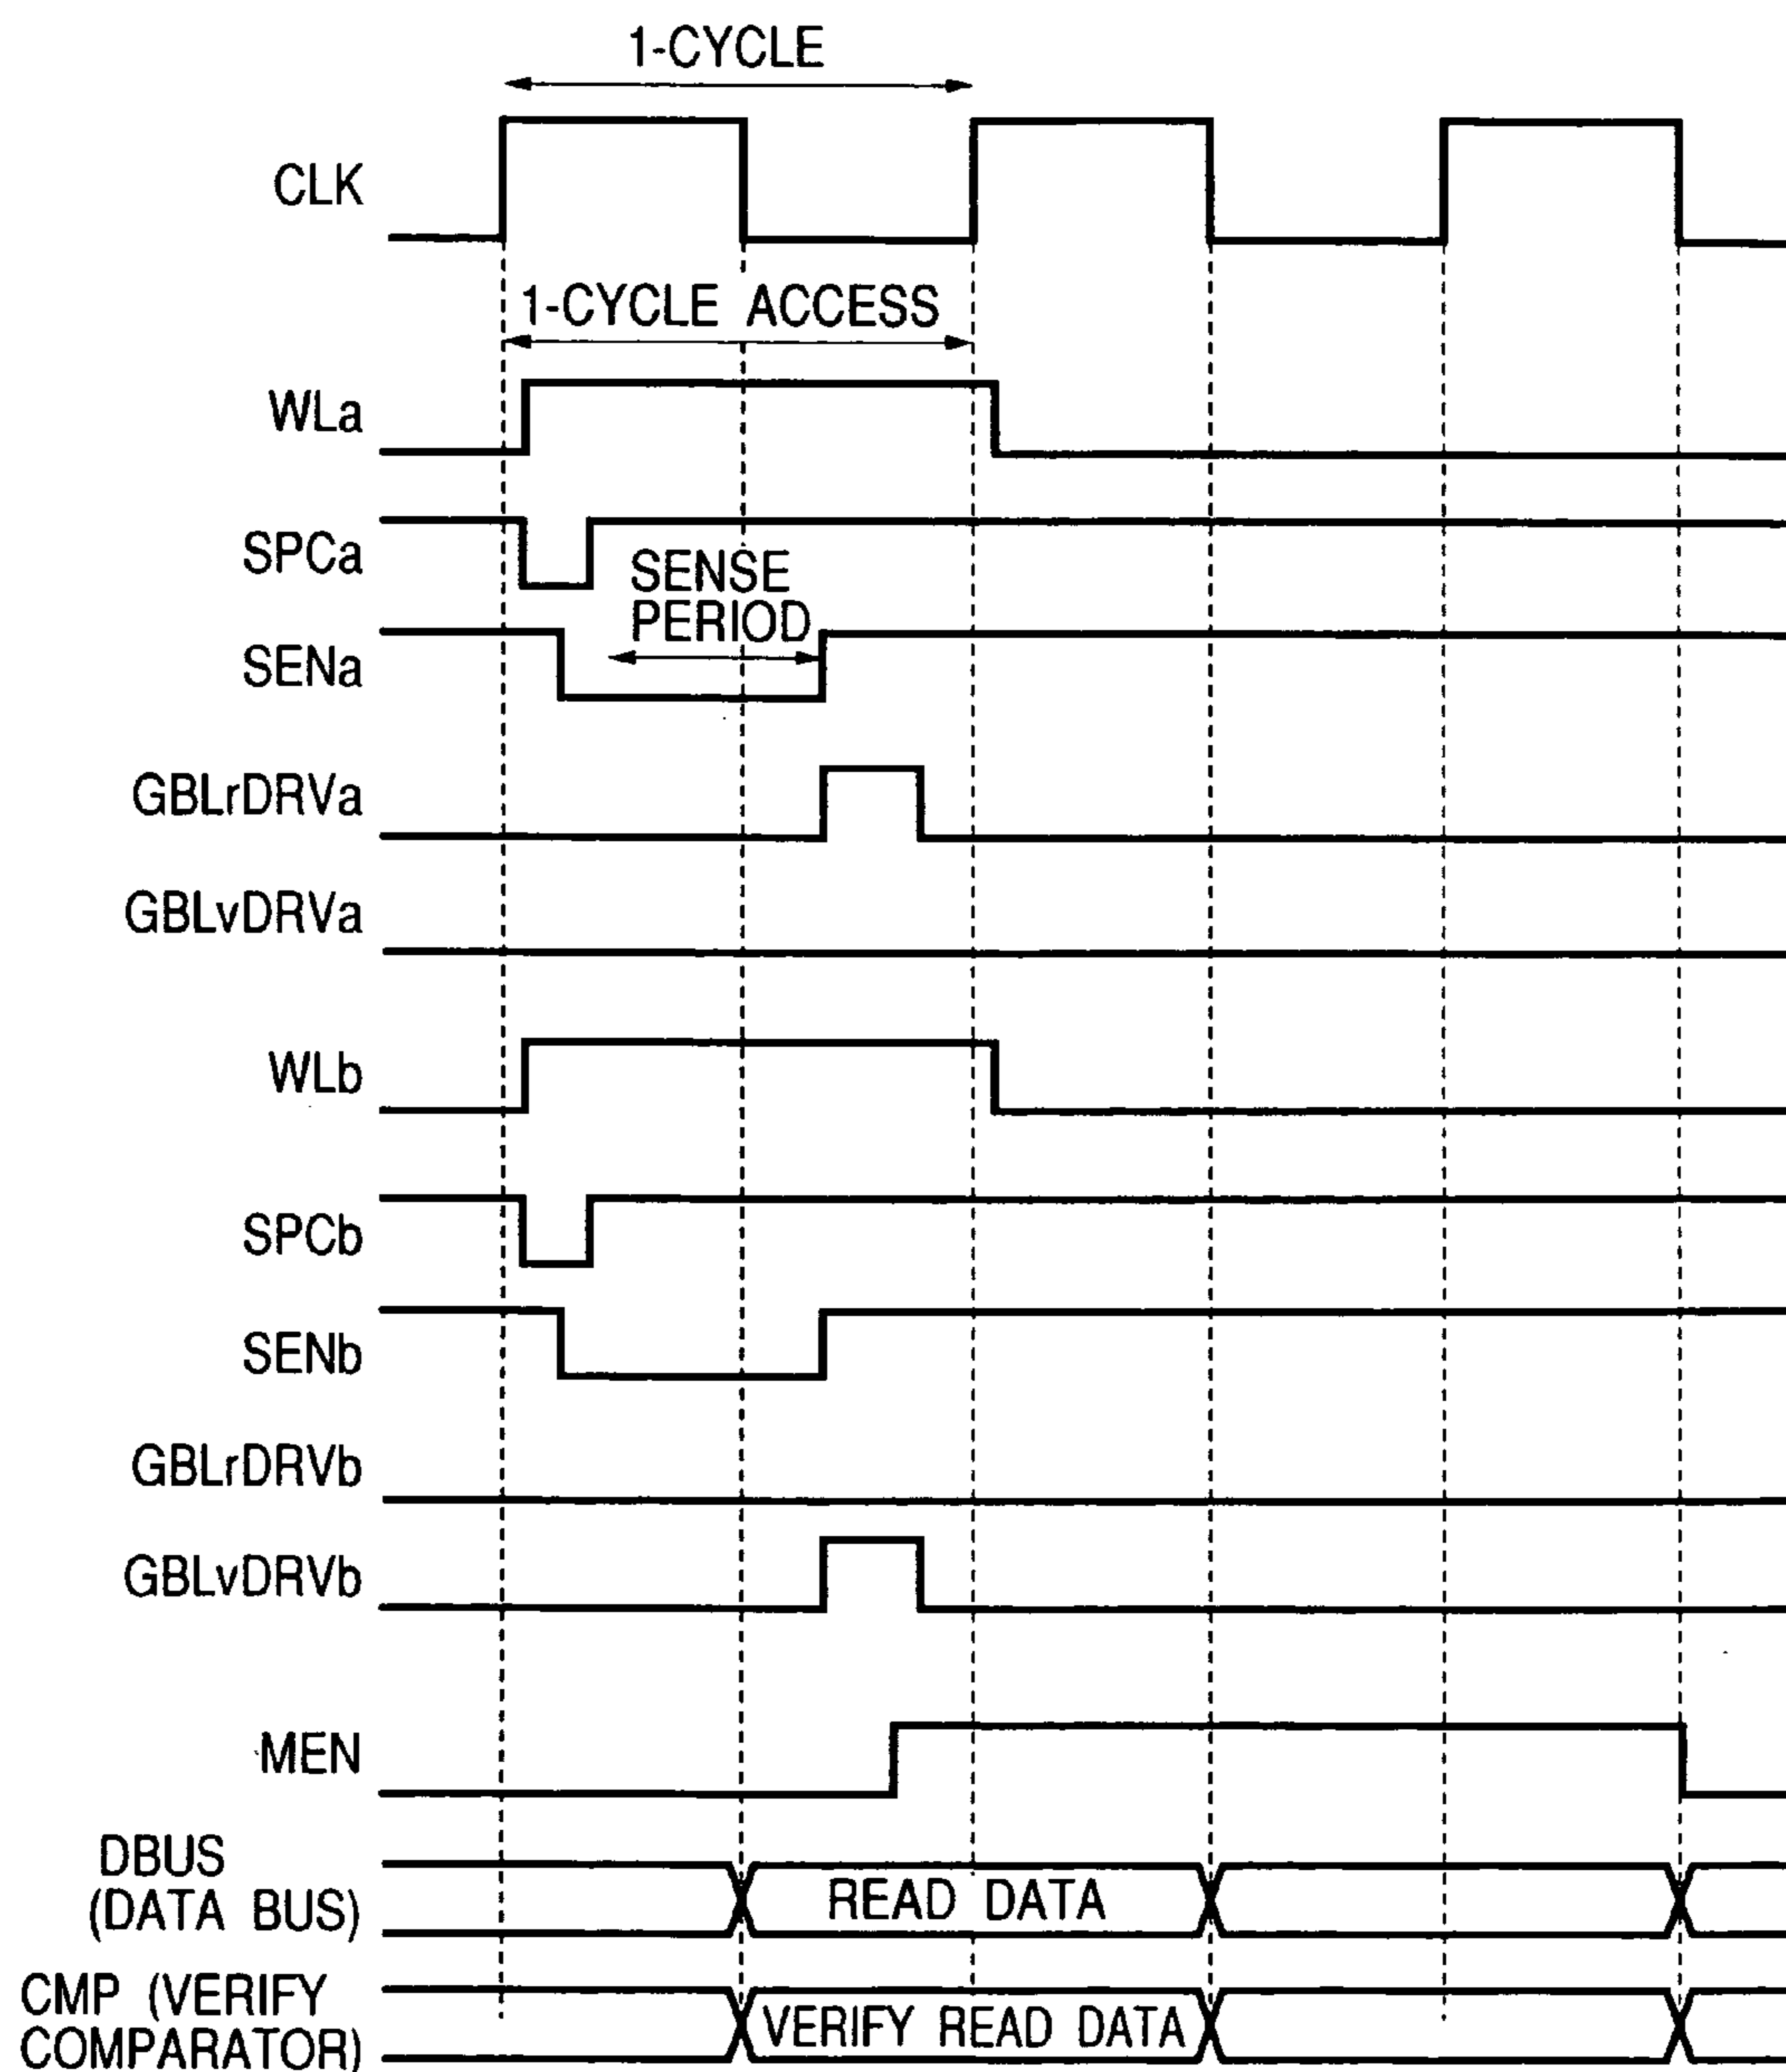 1-CYCLE
CLK
1-CYCLE ACCESS
WLa
SPCa
SENSE
PERIOD
SENa
GBLrDRVa
GBLvDRVa
WLb
SPCb
SENb
GBLrDRVb
GBLvDRVb
MEN
DBUS
(DATA BUS)
READ DATA
CMP (VERIFY
COMPARATOR)
VERIFY READ DATA